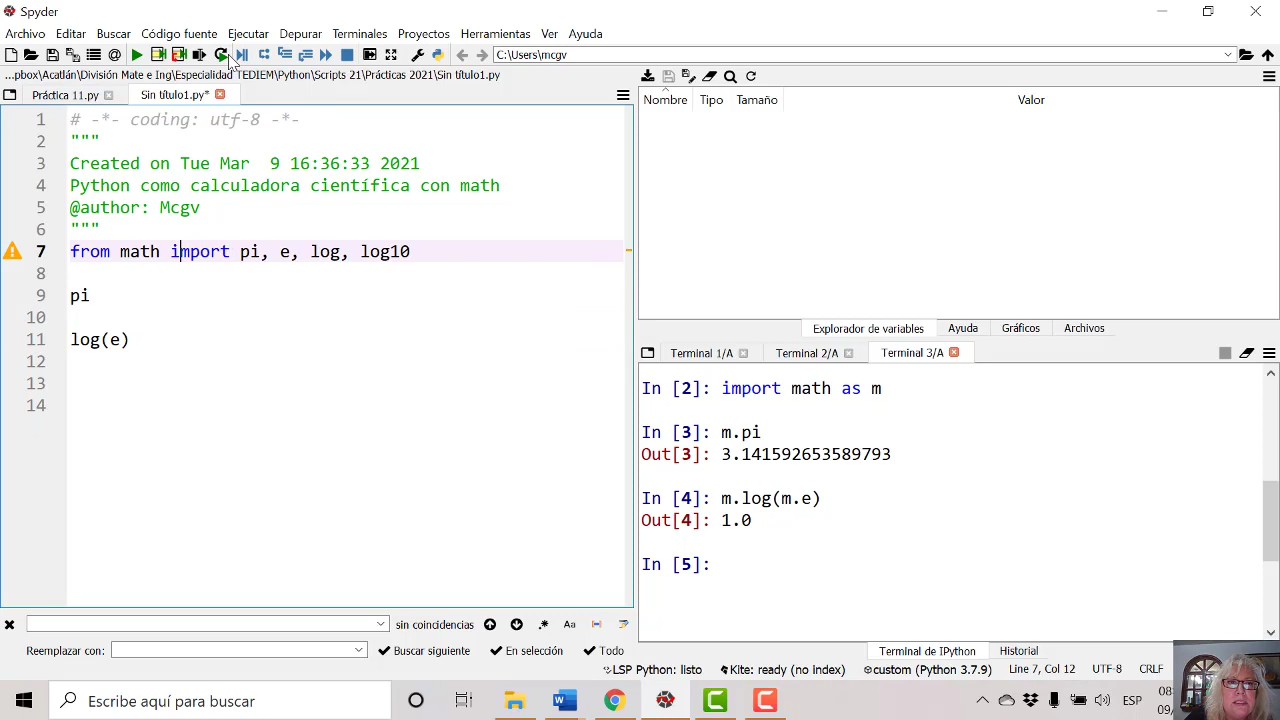 Spyder
Archivo Editar Buscar Código fuente Ejecutar Depurar Terminales Proyectos Herramientas Ver Ayuda
C:\Users\mcgv
...pbox\Acatlán\División Mate e Ing\Especialidad TEDIEM\Python\Scripts 21\Prácticas 2021\Sin título1.py
Práctica 11.py Sin título1.py*
1 # -*- coding: utf-8 -*-
2 """
3 Created on Tue Mar  9 16:36:33 2021
4 Python como calculadora científica con math
5 @author: Mcgv
6 """
7 from math import pi, e, log, log10
8
9 pi
10
11 log(e)
12
13
14
sin coincidencias Aa
Reemplazar con: Buscar siguiente En selección Todo
Nombre Tipo Tamaño Valor
Explorador de variables Ayuda Gráficos Archivos
Terminal 1/A Terminal 2/A Terminal 3/A
In [2]: import math as m
In [3]: m.pi
Out[3]: 3.141592653589793
In [4]: m.log(m.e)
Out[4]: 1.0
In [5]:
Terminal de IPython Historial
LSP Python: listo Kite: ready (no index) custom (Python 3.7.9) Line 7, Col 12 UTF-8 CRLF
Escribe aquí para buscar
ESP